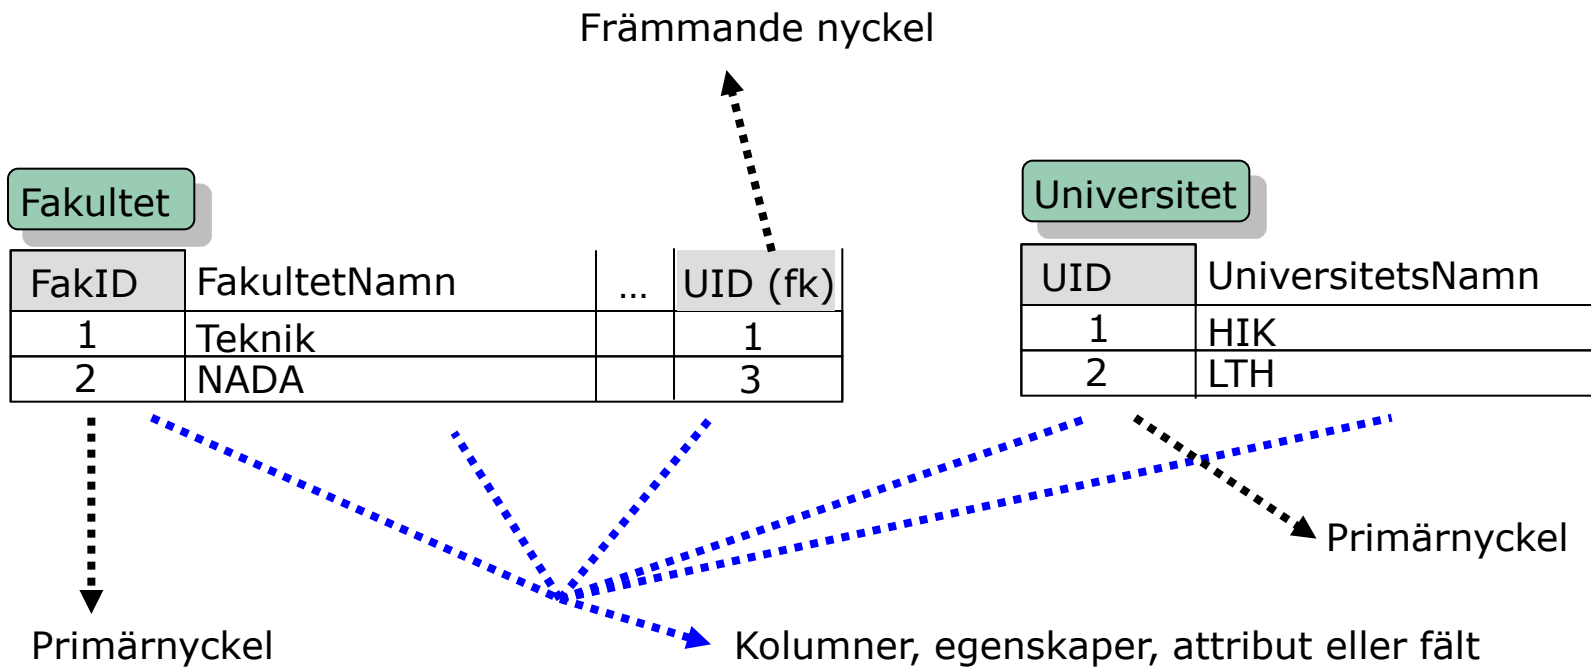 Främmande nyckel
Fakultet
FakID FakultetNamn ... UID (fk)
1 Teknik 1
2 NADA 3
Universitet
UID UniversitetsNamn
1 HIK
2 LTH
Primärnyckel
Primärnyckel
Kolumner, egenskaper, attribut eller fält